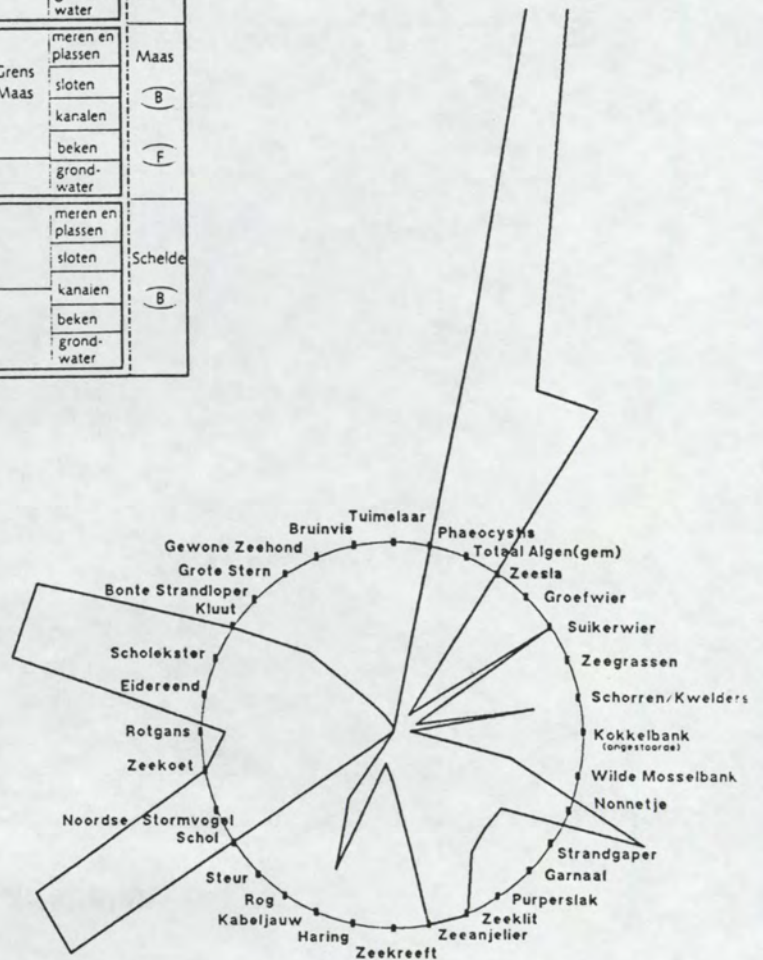 water
meren en
plassen
sloten
kanalen
beken
grond-
water
Maas
Maas
B
F
meren en
plassen
sloten
kanalen
beken
grond-
water
Schelde
B
Tuimelaar
Bruinvis
Phaeocystis
Gewone Zeehond
Totaal Algen(gem)
Grote Stern
Zeesla
Bonte Strandloper
Groefwier
Kluut
Suikerwier
Scholekster
Zeegrassen
Eidereend
Schorren/Kwelders
Rotgans
Kokkelbank
(ongestoorde)
Zeekoet
Wilde Mosselbank
Nonnetje
Noordse Stormvogel
Schol
Strandgaper
Steur
Garnaal
Rog
Purperslak
Kabeljauw
Zeeklit
Haring
Zeeanjelier
Zeekreeft